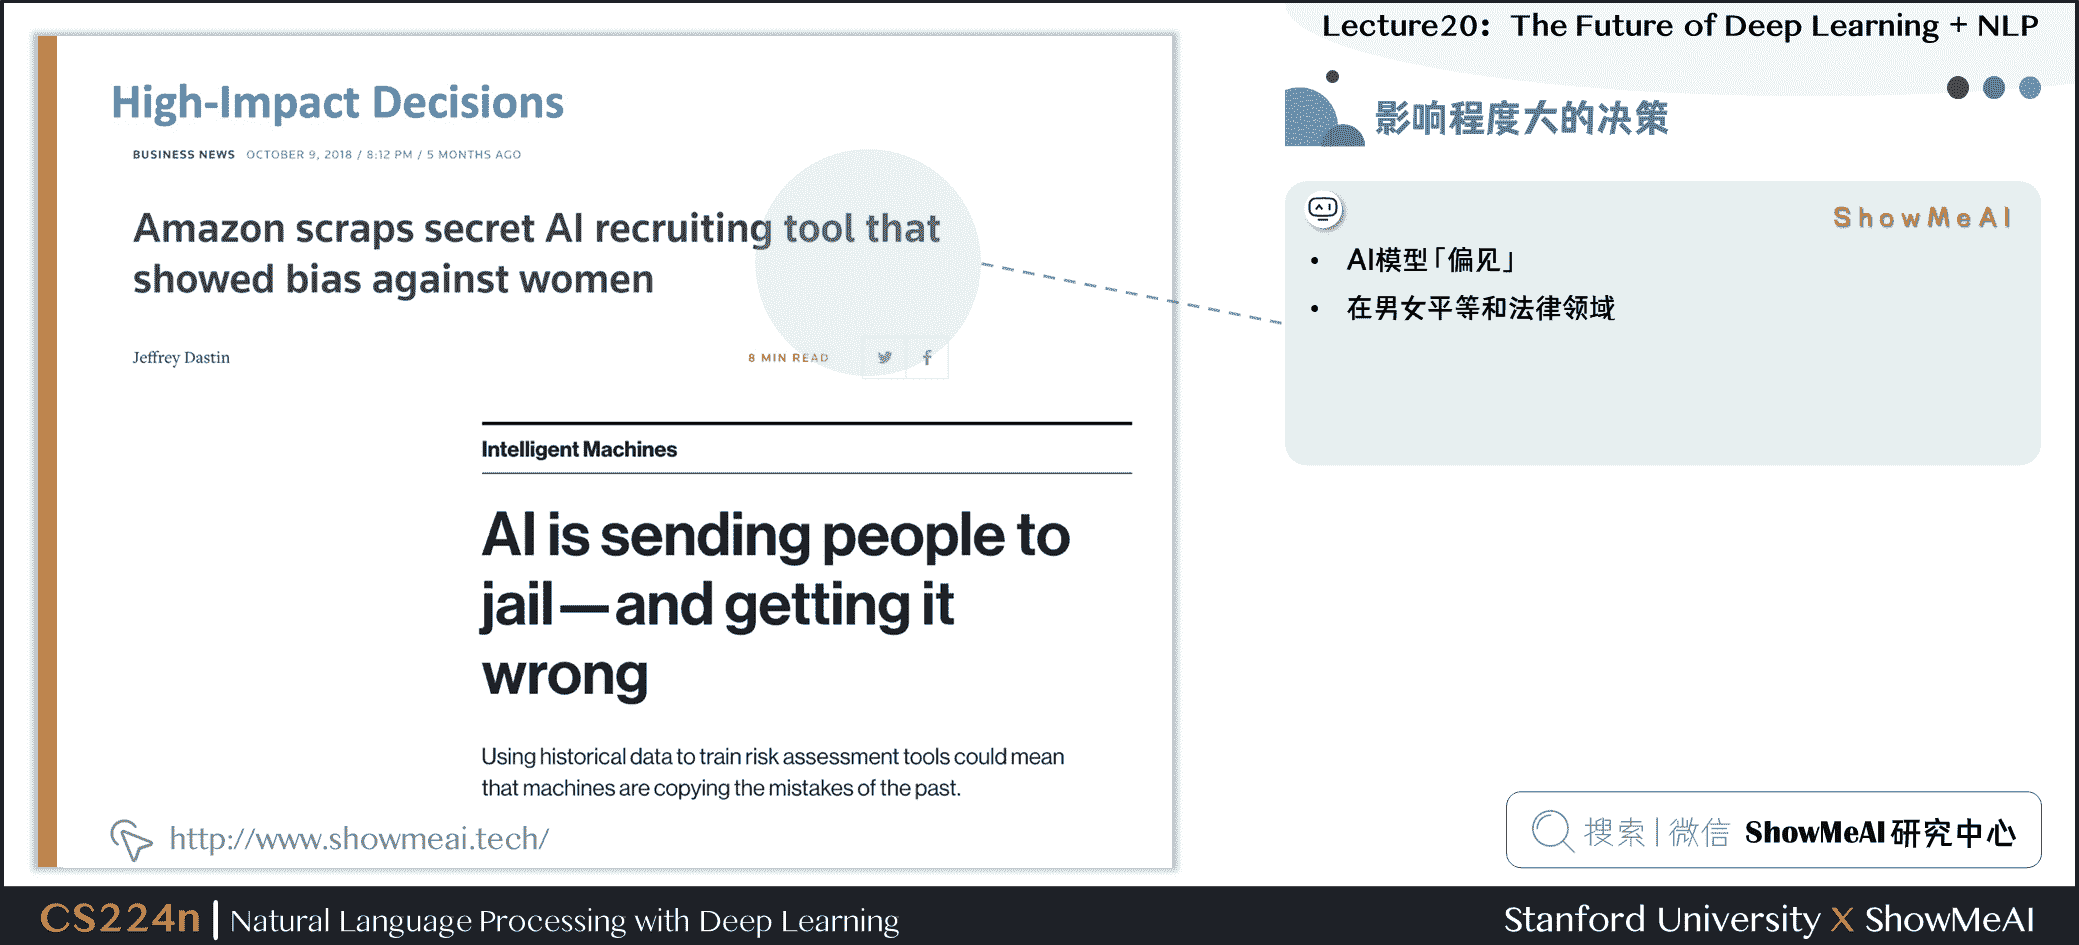 Lecture20： The Future of Deep Learning + NLP
High-Impact Decisions
BUSINESS NEWS OCTOBER 9, 2018 / 8:12 PM / 5 MONTHS AGO
Amazon scraps secret AI recruiting tool that
showed bias against women
Jeffrey Dastin
8 MIN READ
Intelligent Machines
AI is sending people to
jail—and getting it
wrong
Using historical data to train risk assessment tools could mean
that machines are copying the mistakes of the past.
http://www.showmeai.tech/
影响程度大的决策
ShowMeAI
• AI模型「偏见」
• 在男女平等和法律领域
搜索 | 微信 ShowMeAI 研究中心
CS224n | Natural Language Processing with Deep Learning
Stanford University X ShowMeAI